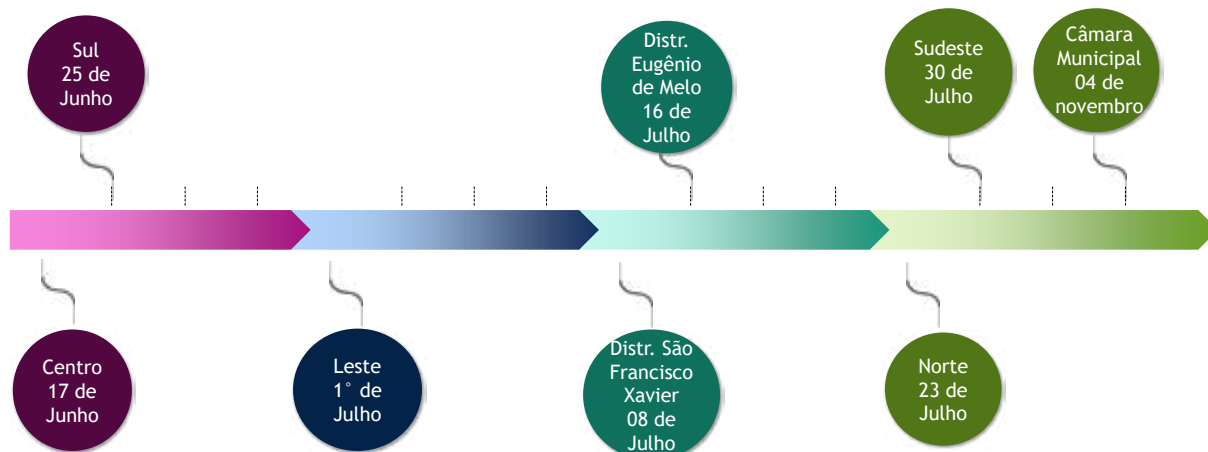 Sul
25 de
Junho
Distr.
Eugênio
de Melo
16 de
Julho
Sudeste
30 de
Julho
Câmara
Municipal
04 de
novembro
Centro
17 de
Junho
Leste
1° de
Julho
Distr. São
Francisco
Xavier
08 de
Julho
Norte
23 de
Julho